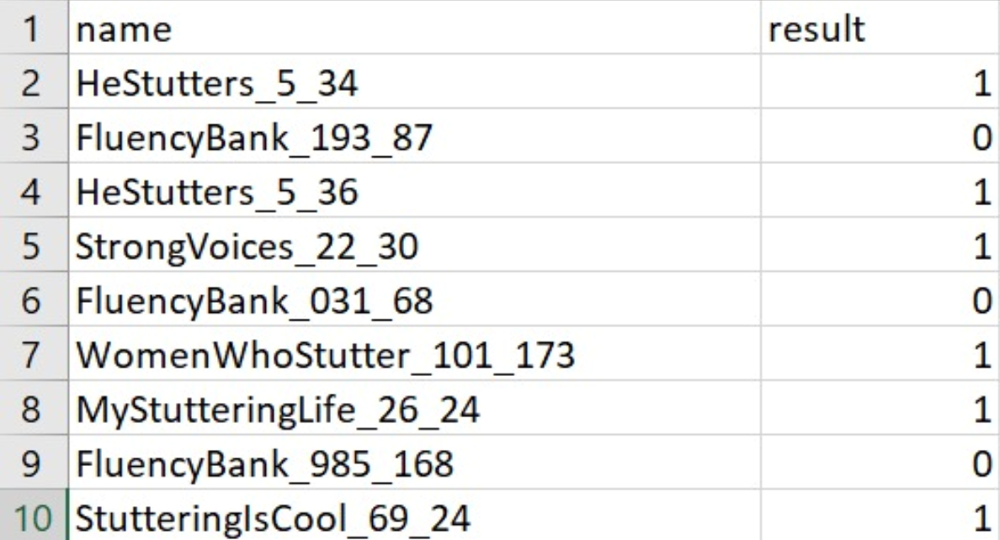 1 name result
2 HeStutters_5_34 1
3 FluencyBank_193_87 0
4 HeStutters_5_36 1
5 StrongVoices_22_30 1
6 FluencyBank_031_68 0
7 WomenWhoStutter_101_173 1
8 MyStutteringLife_26_24 1
9 FluencyBank_985_168 0
10 StutteringIsCool_69_24 1